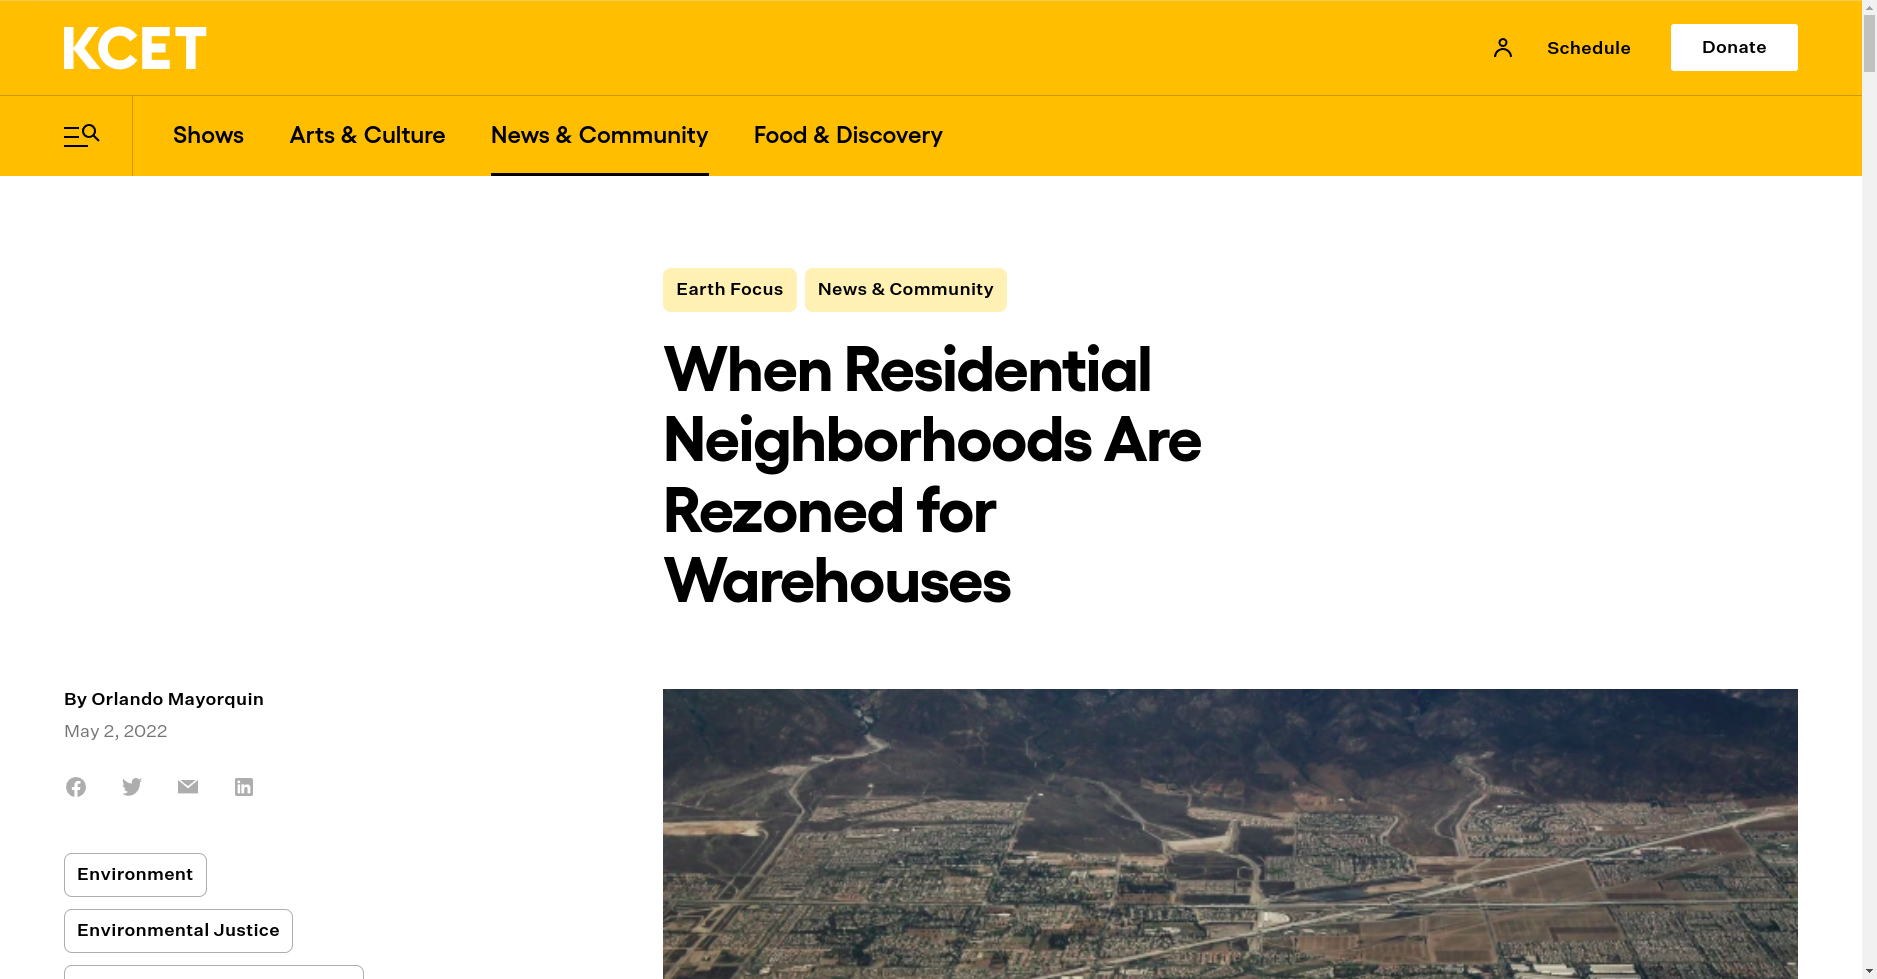 KCET
Schedule
Donate
Shows
Arts & Culture
News & Community
Food & Discovery
Earth Focus
News & Community
When Residential
Neighborhoods Are
Rezoned for
Warehouses
By Orlando Mayorquin
May 2, 2022
Environment
Environmental Justice